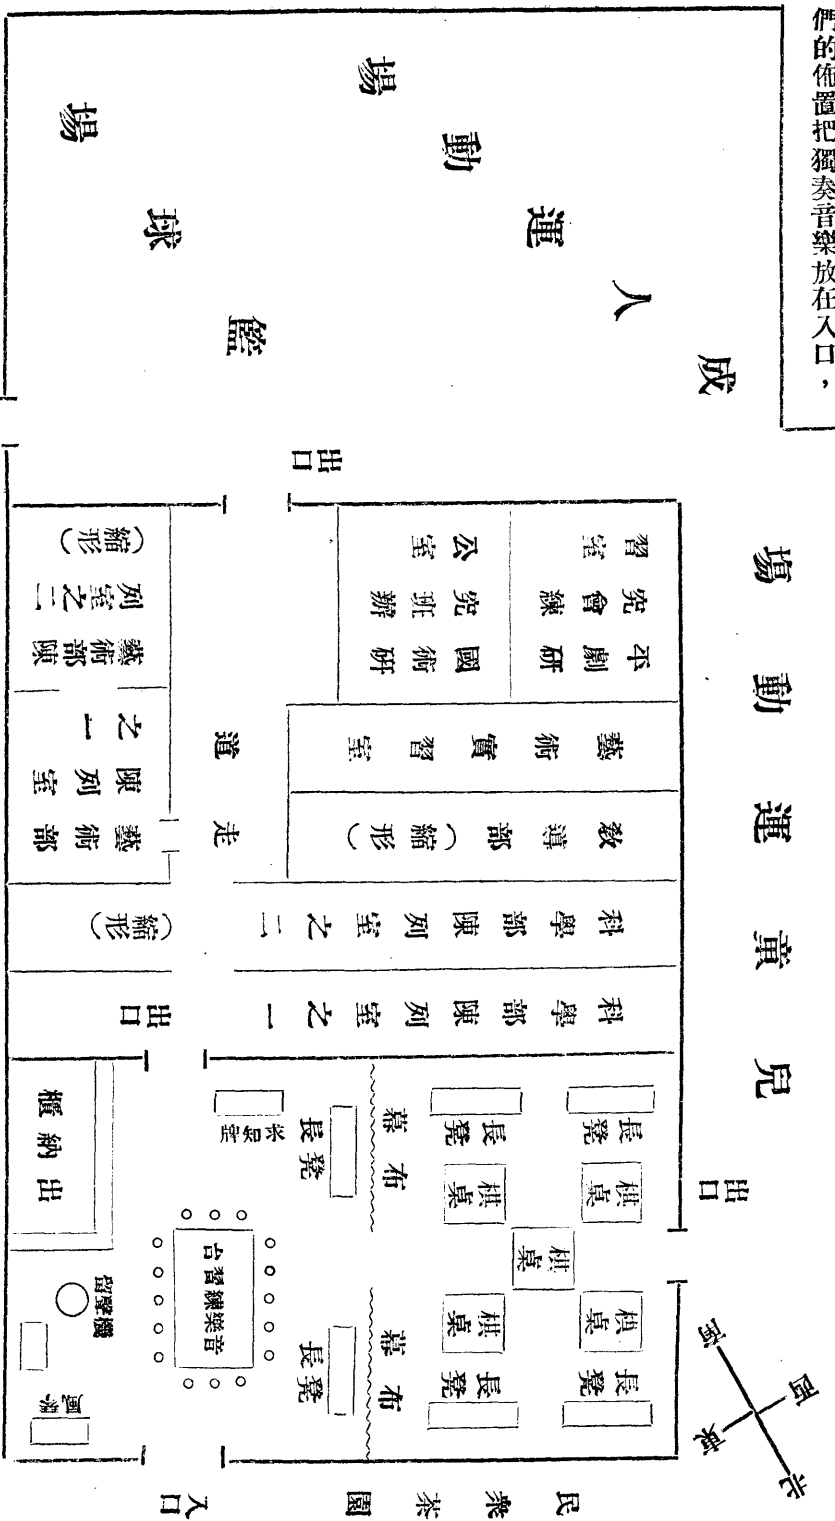 們的佈置把獨奏音樂放在入口，
成人運動場
籃球場
兒童運動場
出口
平劇研
究會練
習室
國術研
究班辦
公室
藝術部陳
列室之二
（縮形）
走道
藝術部
陳列室
之一
藝術實習室
教導部（縮形）
科學部陳列室之二（縮形）
科學部陳列室之一
出口
出納櫃
求知牌
長凳
幕布
長凳
長凳
棋桌
棋桌
棋桌
棋桌
棋桌
長凳
長凳
出口
音樂練習台
留聲機
風琴
長凳
幕布
入口
民眾茶園
南
西
東
北